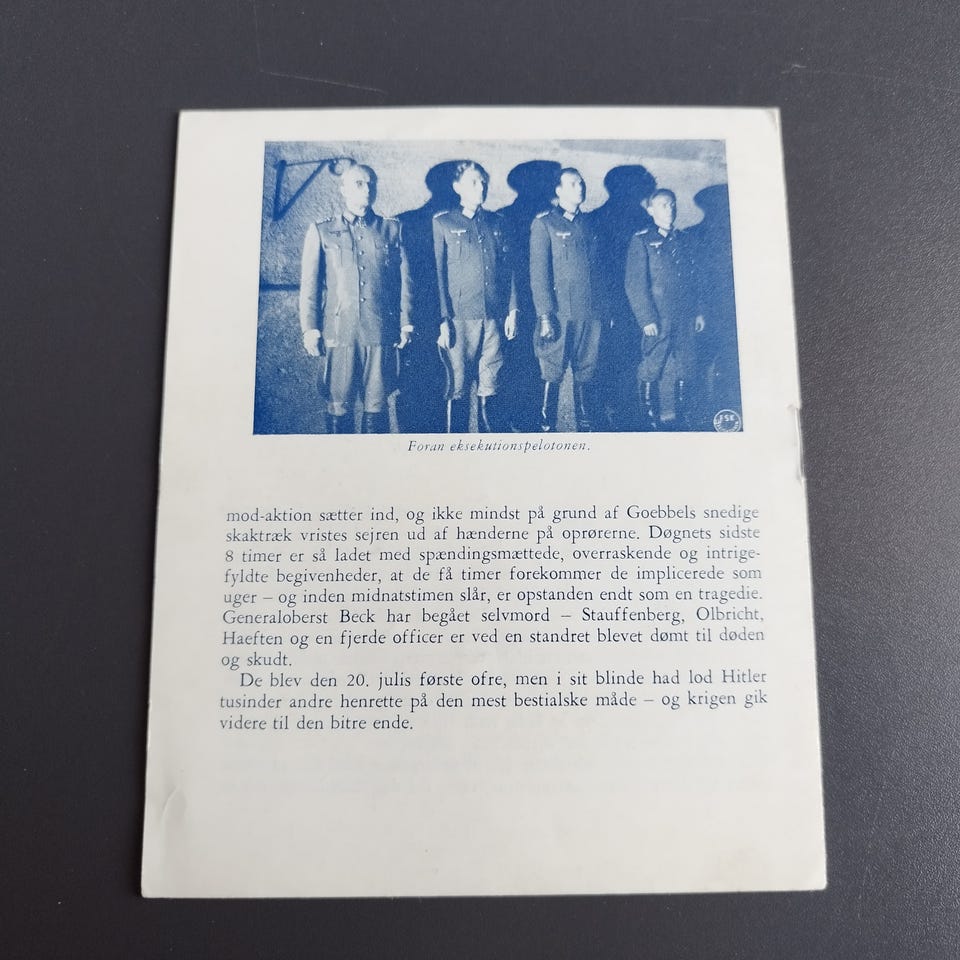 FSK
Foran eksekutionspelotonen.
mod-aktion sætter ind, og ikke mindst på grund af Goebbels snedige
skaktræk vristes sejren ud af hænderne på oprørerne. Døgnets sidste
8 timer er så ladet med spændingsmættede, overraskende og intrige-
fyldte begivenheder, at de få timer forekommer de implicerede som
uger – og inden midnatstimen slår, er opstanden endt som en tragedie.
Generaloberst Beck har begået selvmord – Stauffenberg, Olbricht,
Haeften og en fjerde officer er ved en standret blevet dømt til døden
og skudt.
De blev den 20. julis første ofre, men i sit blinde had lod Hitler
tusinder andre henrette på den mest bestialske måde – og krigen gik
videre til den bitre ende.